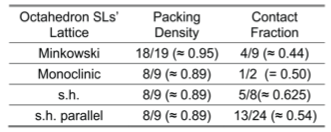 Octahedron SLs' Packing Contact
Lattice Density Fraction
Minkowski 18/19 (≈ 0.95) 4/9 (≈ 0.44)
Monoclinic 8/9 (≈ 0.89) 1/2 (= 0.50)
s.h. 8/9 (≈ 0.89) 5/8(≈ 0.625)
s.h. parallel 8/9 (≈ 0.89) 13/24 (≈ 0.54)